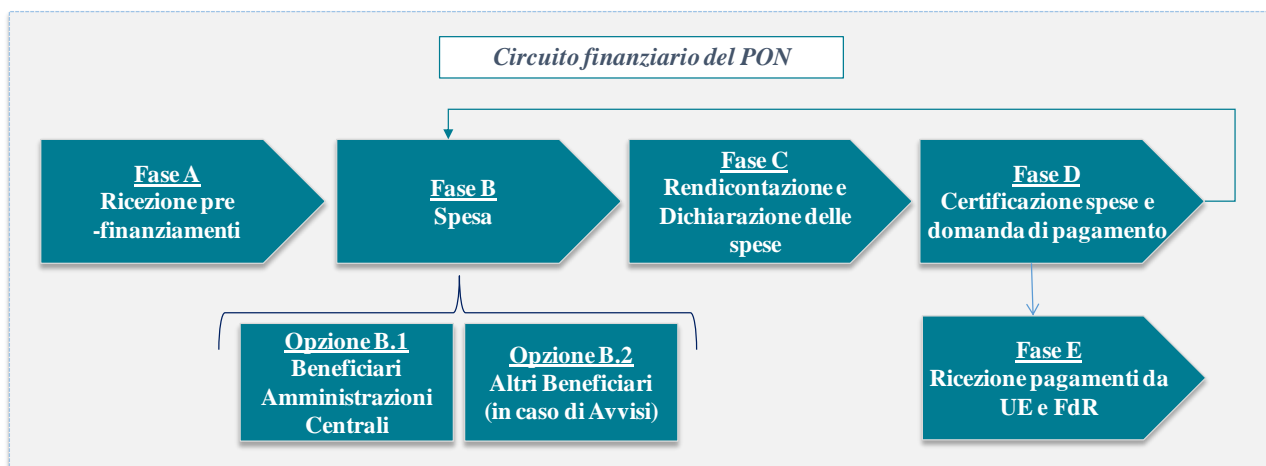 Circuito finanziario del PON
Fase A
Ricezione pre
-finanziamenti
Fase B
Spesa
Fase C
Rendicontazione e
Dichiarazione delle
spese
Fase D
Certificazione spese e
domanda di pagamento
Opzione B.1
Beneficiari
Amministrazioni
Centrali
Opzione B.2
Altri Beneficiari
(in caso di Avvisi)
Fase E
Ricezione pagamenti da
UE e FdR